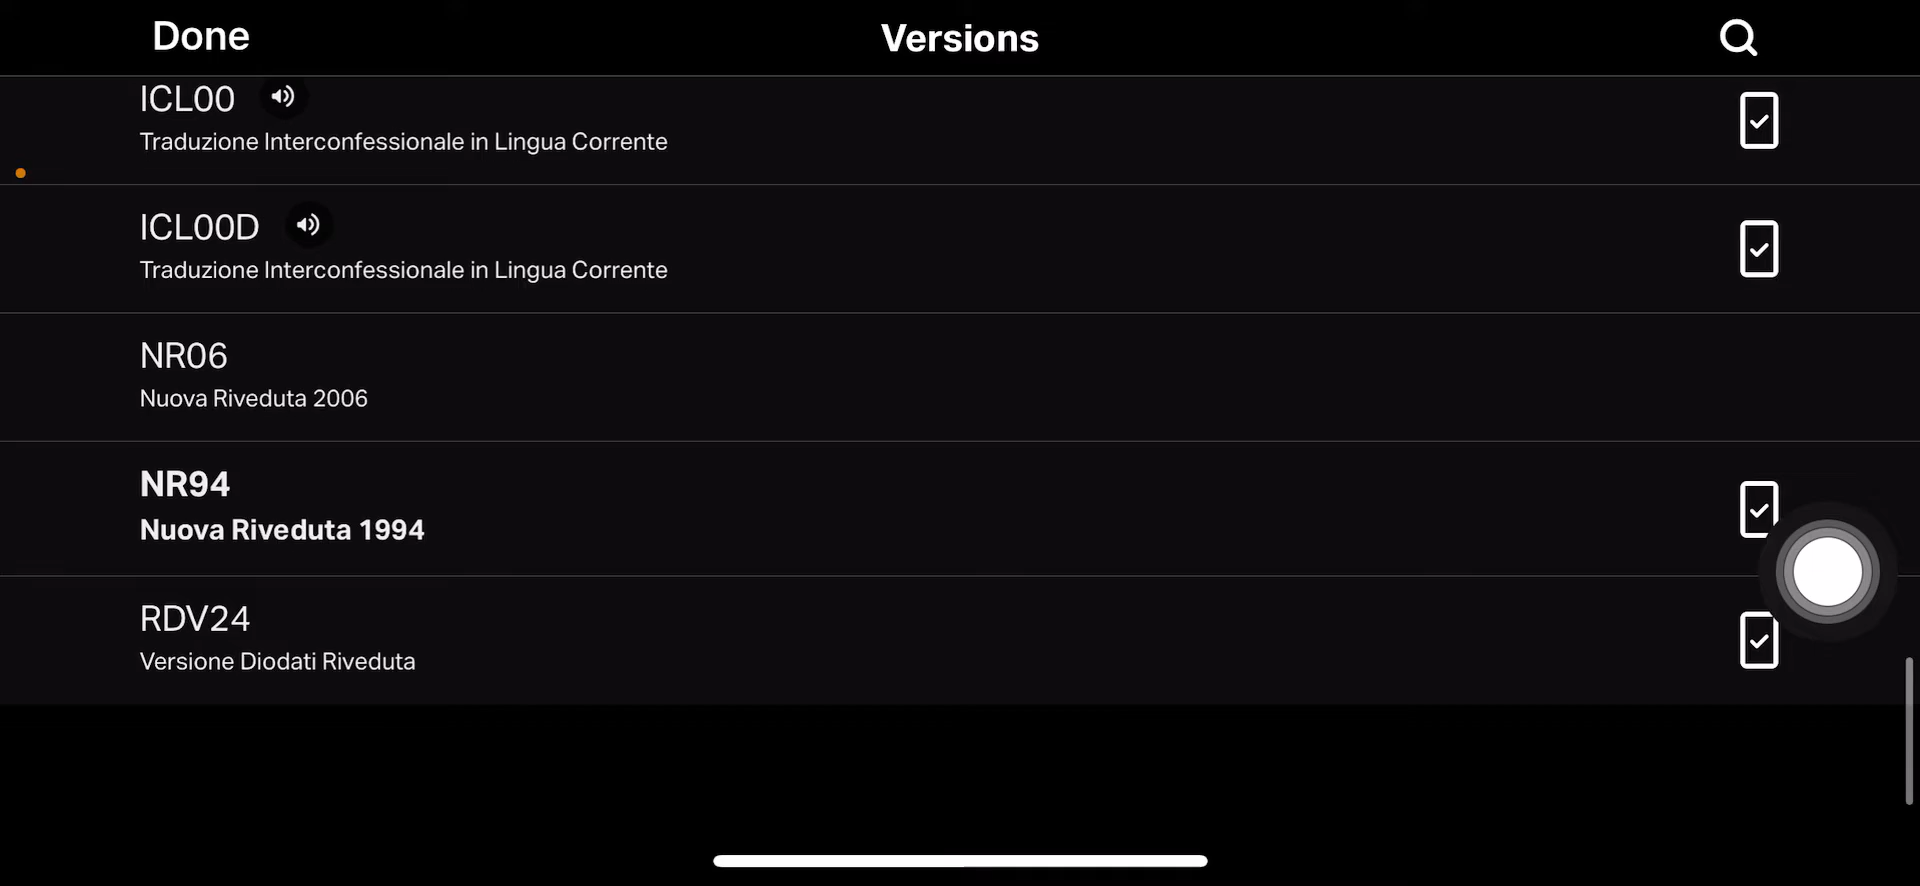 Done
Versions
ICL00
Traduzione Interconfessionale in Lingua Corrente
ICL00D
Traduzione Interconfessionale in Lingua Corrente
NR06
Nuova Riveduta 2006
NR94
Nuova Riveduta 1994
RDV24
Versione Diodati Riveduta